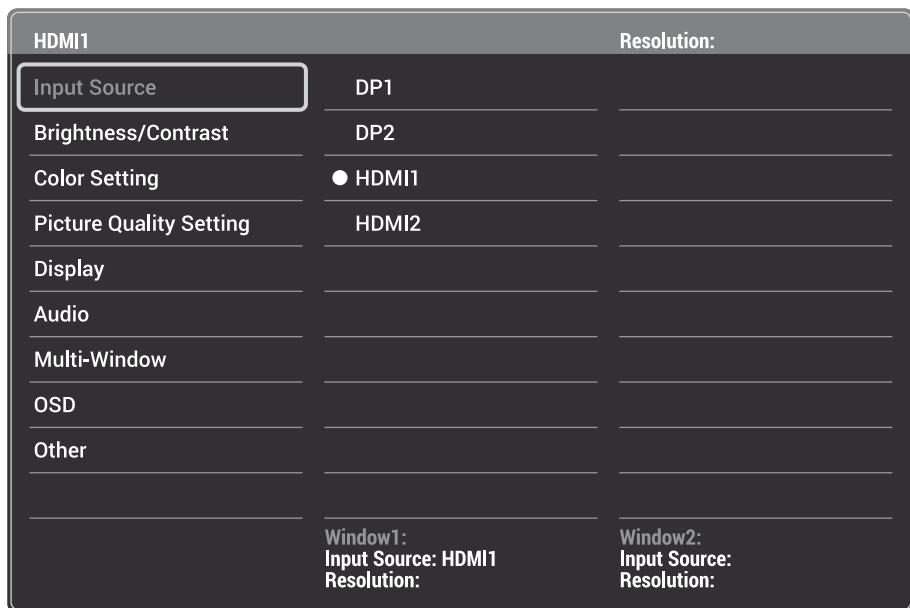 HDMI1
Resolution:
Input Source
DP1
Brightness/Contrast
DP2
Color Setting
HDMI1
Picture Quality Setting
HDMI2
Display
Audio
Multi-Window
OSD
Other
Window1:
Input Source: HDMI1
Resolution:
Window2:
Input Source:
Resolution: